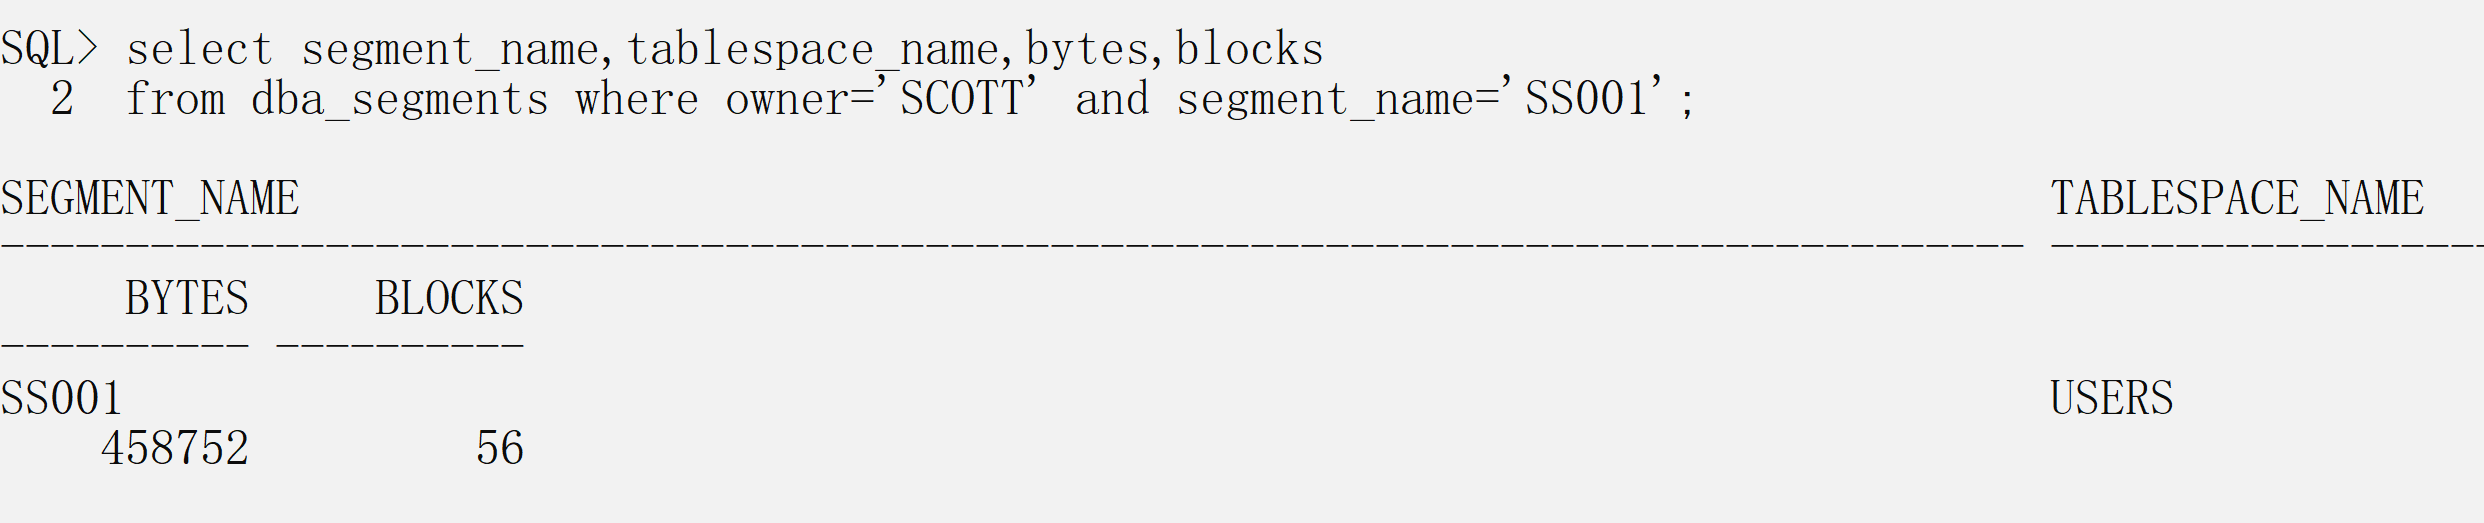 SQL> select segment_name,tablespace_name,bytes,blocks
  2  from dba_segments where owner='SCOTT' and segment_name='SS001';
SEGMENT_NAME                                                                      TABLESPACE_NAME
--------------------------------------------------------------------------------- ------------------
     BYTES     BLOCKS
---------- ----------
SS001                                                                             USERS
    458752         56